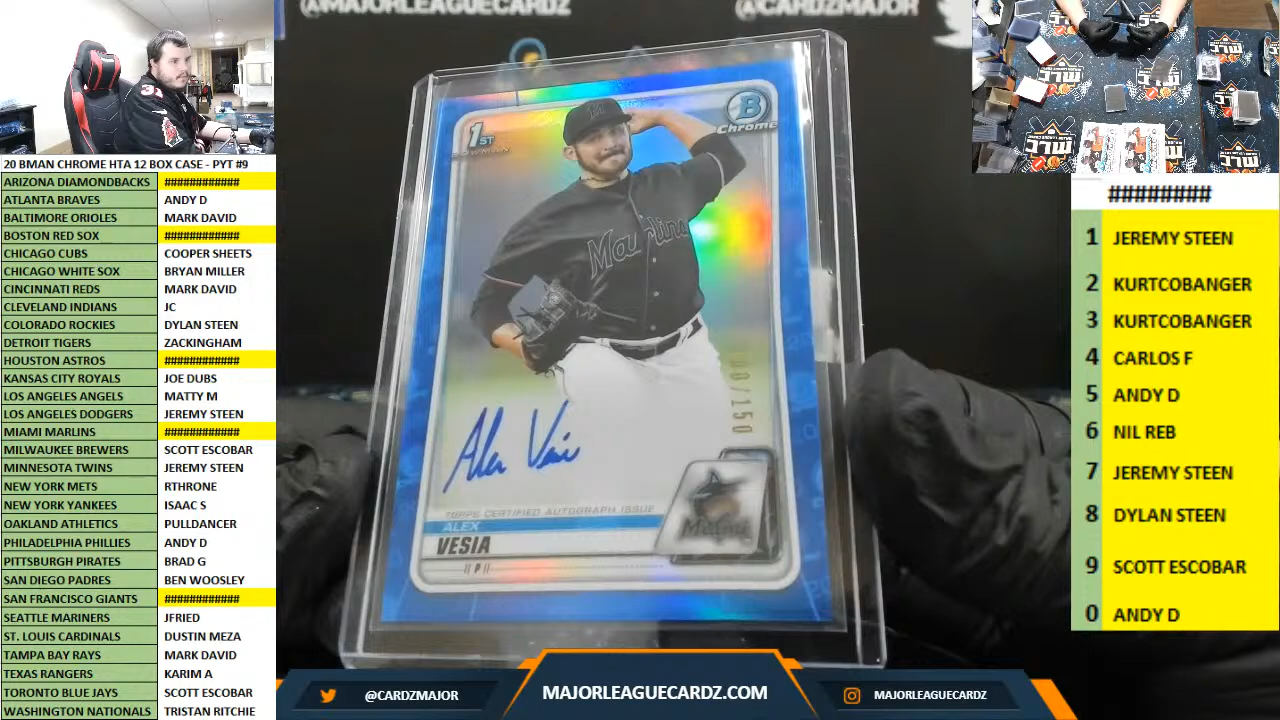 @MAJORLEAGUECARDZ
@CARDZMAJOR
20 BMAN CHROME HTA 12 BOX CASE - PYT #9
ARIZONA DIAMONDBACKS ############
ATLANTA BRAVES ANDY D
BALTIMORE ORIOLES MARK DAVID
BOSTON RED SOX ############
CHICAGO CUBS COOPER SHEETS
CHICAGO WHITE SOX BRYAN MILLER
CINCINNATI REDS MARK DAVID
CLEVELAND INDIANS JC
COLORADO ROCKIES DYLAN STEEN
DETROIT TIGERS ZACKINGHAM
HOUSTON ASTROS ############
KANSAS CITY ROYALS JOE DUBS
LOS ANGELES ANGELS MATTY M
LOS ANGELES DODGERS JEREMY STEEN
MIAMI MARLINS ############
MILWAUKEE BREWERS SCOTT ESCOBAR
MINNESOTA TWINS JEREMY STEEN
NEW YORK METS RTHRONE
NEW YORK YANKEES ISAAC S
OAKLAND ATHLETICS PULLDANCER
PHILADELPHIA PHILLIES ANDY D
PITTSBURGH PIRATES BRAD G
SAN DIEGO PADRES BEN WOOSLEY
SAN FRANCISCO GIANTS ############
SEATTLE MARINERS JFRIED
ST. LOUIS CARDINALS DUSTIN MEZA
TAMPA BAY RAYS MARK DAVID
TEXAS RANGERS KARIM A
TORONTO BLUE JAYS SCOTT ESCOBAR
WASHINGTON NATIONALS TRISTAN RITCHIE
1ST
BOWMAN
B
Chrome
Marlins
/150
Alex Vesia
TOPPS CERTIFIED AUTOGRAPH ISSUE
ALEX
VESIA
P
Miami
MLC
########
1 JEREMY STEEN
2 KURTCOBANGER
3 KURTCOBANGER
4 CARLOS F
5 ANDY D
6 NIL REB
7 JEREMY STEEN
8 DYLAN STEEN
9 SCOTT ESCOBAR
0 ANDY D
@CARDZMAJOR
MAJORLEAGUECARDZ.COM
MAJORLEAGUECARDZ